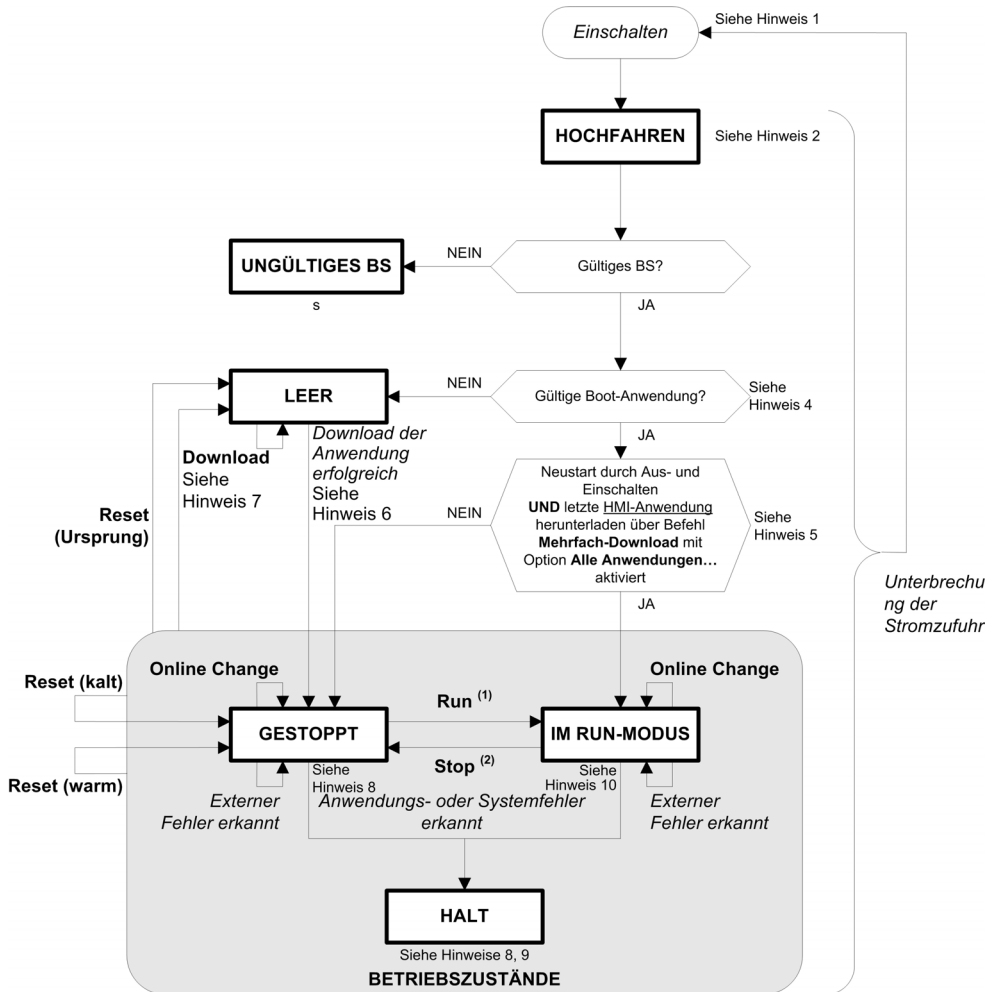 Einschalten
Siehe Hinweis 1
HOCHFAHREN
Siehe Hinweis 2
UNGÜLTIGES BS
NEIN
Gültiges BS?
s
JA
LEER
NEIN
Gültige Boot-Anwendung?
Siehe
Hinweis 4
JA
Download
Siehe
Hinweis 7
Download der
Anwendung
erfolgreich
Siehe
Hinweis 6
NEIN
Neustart durch Aus- und
Einschalten
UND letzte HMI-Anwendung
herunterladen über Befehl
Mehrfach-Download mit
Option Alle Anwendungen…
aktiviert
Siehe
Hinweis 5
JA
Reset
(Ursprung)
Unterbrechu
ng der
Stromzufuhr
Online Change
Online Change
Reset (kalt)
Run (1)
GESTOPPT
IM RUN-MODUS
Stop (2)
Reset (warm)
Siehe
Hinweis 8
Siehe
Hinweis 10
Externer
Fehler erkannt
Anwendungs- oder Systemfehler
erkannt
Externer
Fehler erkannt
HALT
Siehe Hinweise 8, 9
BETRIEBSZUSTÄNDE